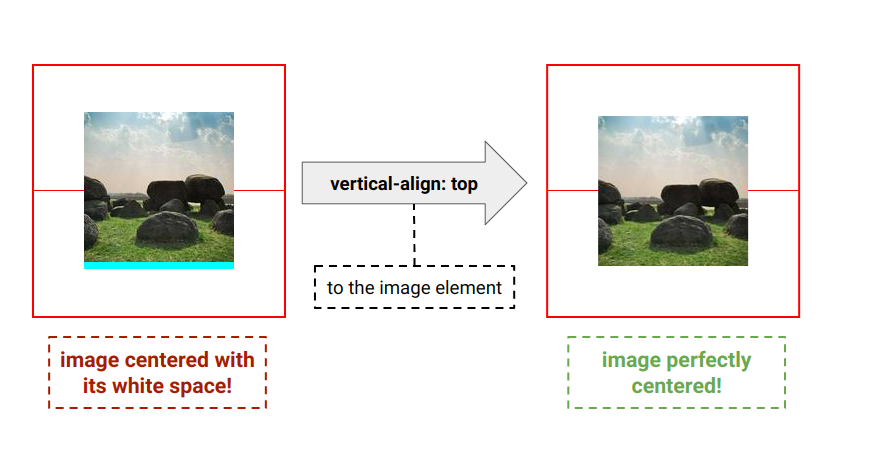 vertical-align: top
to the image element
image centered with
its white space!
image perfectly
centered!